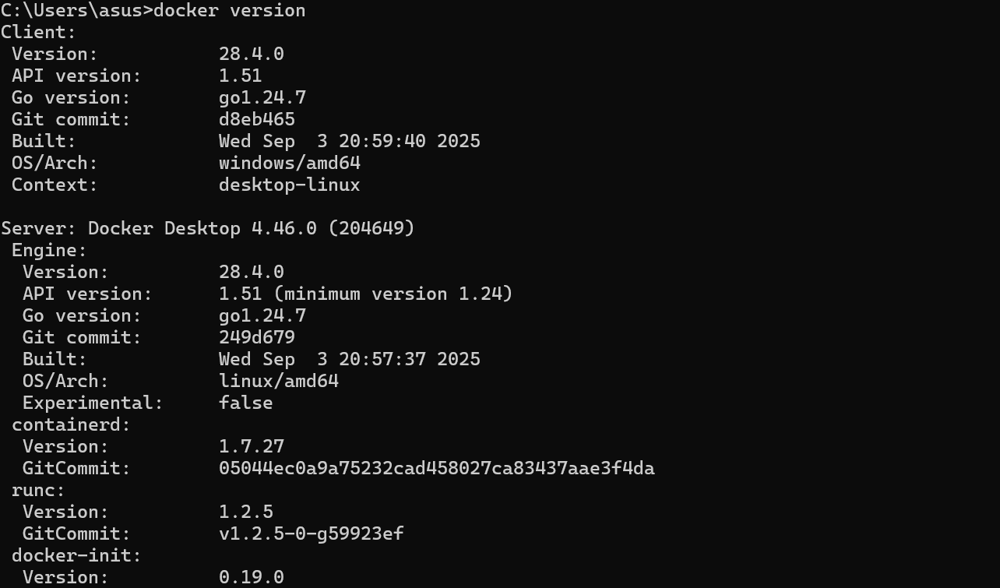 C:\Users\asus>docker version
Client:
 Version:           28.4.0
 API version:       1.51
 Go version:        go1.24.7
 Git commit:        d8eb465
 Built:             Wed Sep  3 20:59:40 2025
 OS/Arch:           windows/amd64
 Context:           desktop-linux

Server: Docker Desktop 4.46.0 (204649)
 Engine:
  Version:          28.4.0
  API version:      1.51 (minimum version 1.24)
  Go version:       go1.24.7
  Git commit:       249d679
  Built:            Wed Sep  3 20:57:37 2025
  OS/Arch:          linux/amd64
  Experimental:     false
 containerd:
  Version:          1.7.27
  GitCommit:        05044ec0a9a75232cad458027ca83437aae3f4da
 runc:
  Version:          1.2.5
  GitCommit:        v1.2.5-0-g59923ef
 docker-init:
  Version:          0.19.0